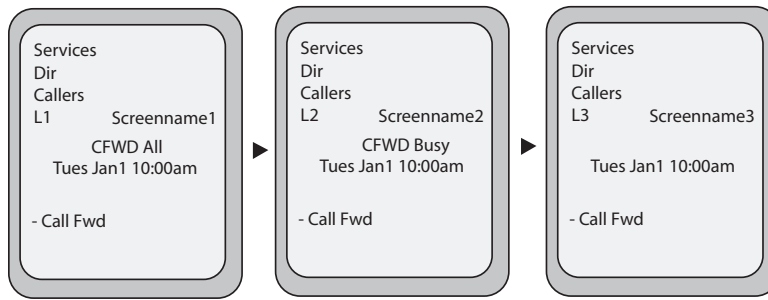 Services
Dir
Callers
L1 Screenname1
CFWD All
Tues Jan1 10:00am
- Call Fwd
Services
Dir
Callers
L2 Screenname2
CFWD Busy
Tues Jan1 10:00am
- Call Fwd
Services
Dir
Callers
L3 Screenname3
Tues Jan1 10:00am
- Call Fwd